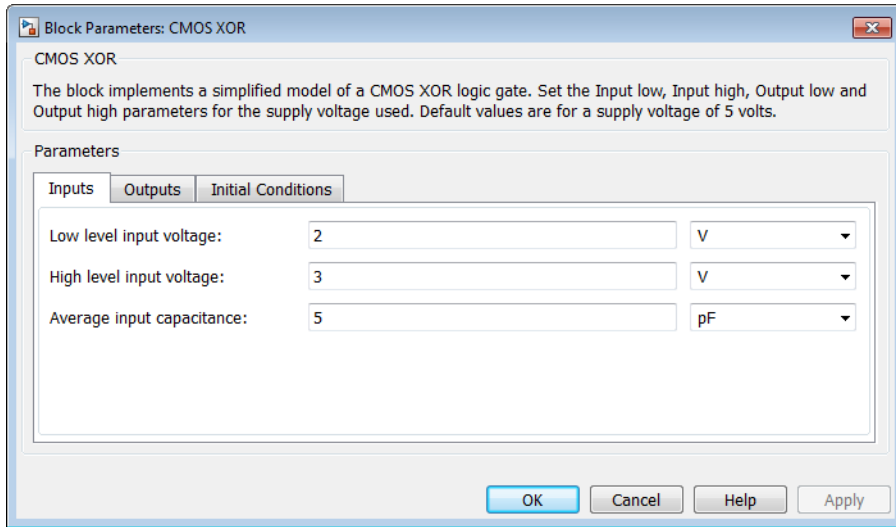 Block Parameters: CMOS XOR
CMOS XOR
The block implements a simplified model of a CMOS XOR logic gate. Set the Input low, Input high, Output low and
Output high parameters for the supply voltage used. Default values are for a supply voltage of 5 volts.
Parameters
Inputs Outputs Initial Conditions
Low level input voltage: 2 V
High level input voltage: 3 V
Average input capacitance: 5 pF
OK Cancel Help Apply